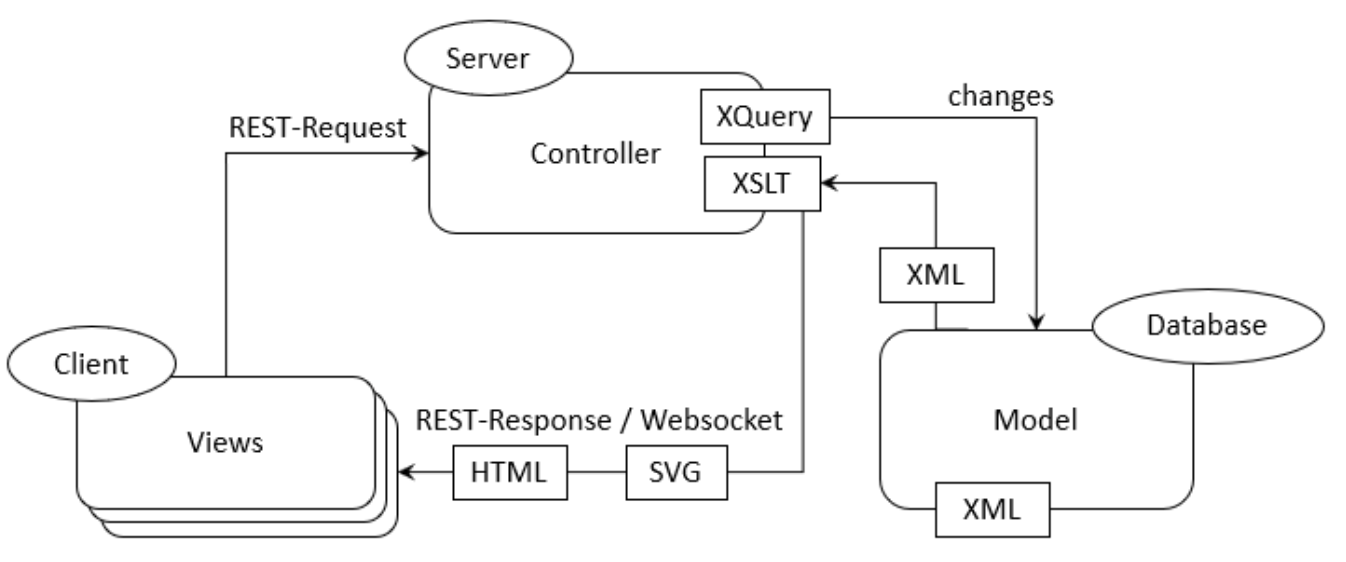 Server
XQuery
changes
REST-Request
Controller
XSLT
XML
Database
Client
REST-Response / Websocket
Model
Views
HTML
SVG
XML